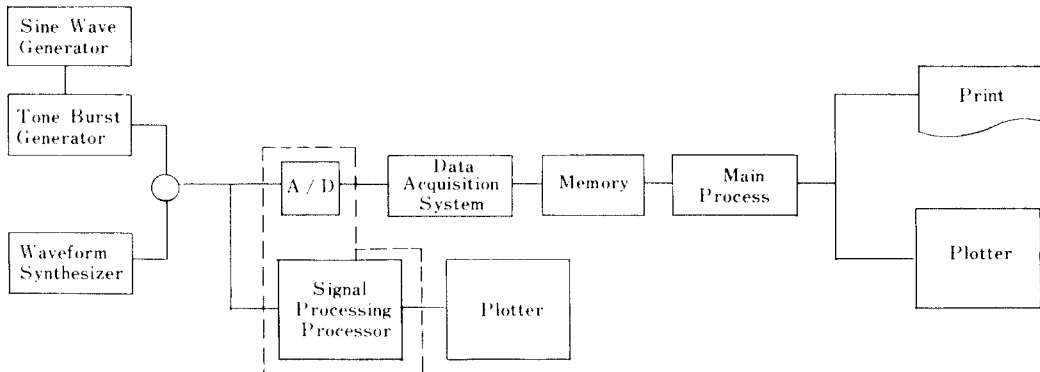 Sine Wave
Generator
Tone Burst
Generator
Waveform
Synthesizer
A / D
Data
Acquisition
System
Memory
Main
Process
Print
Plotter
Signal
Processing
Processor
Plotter